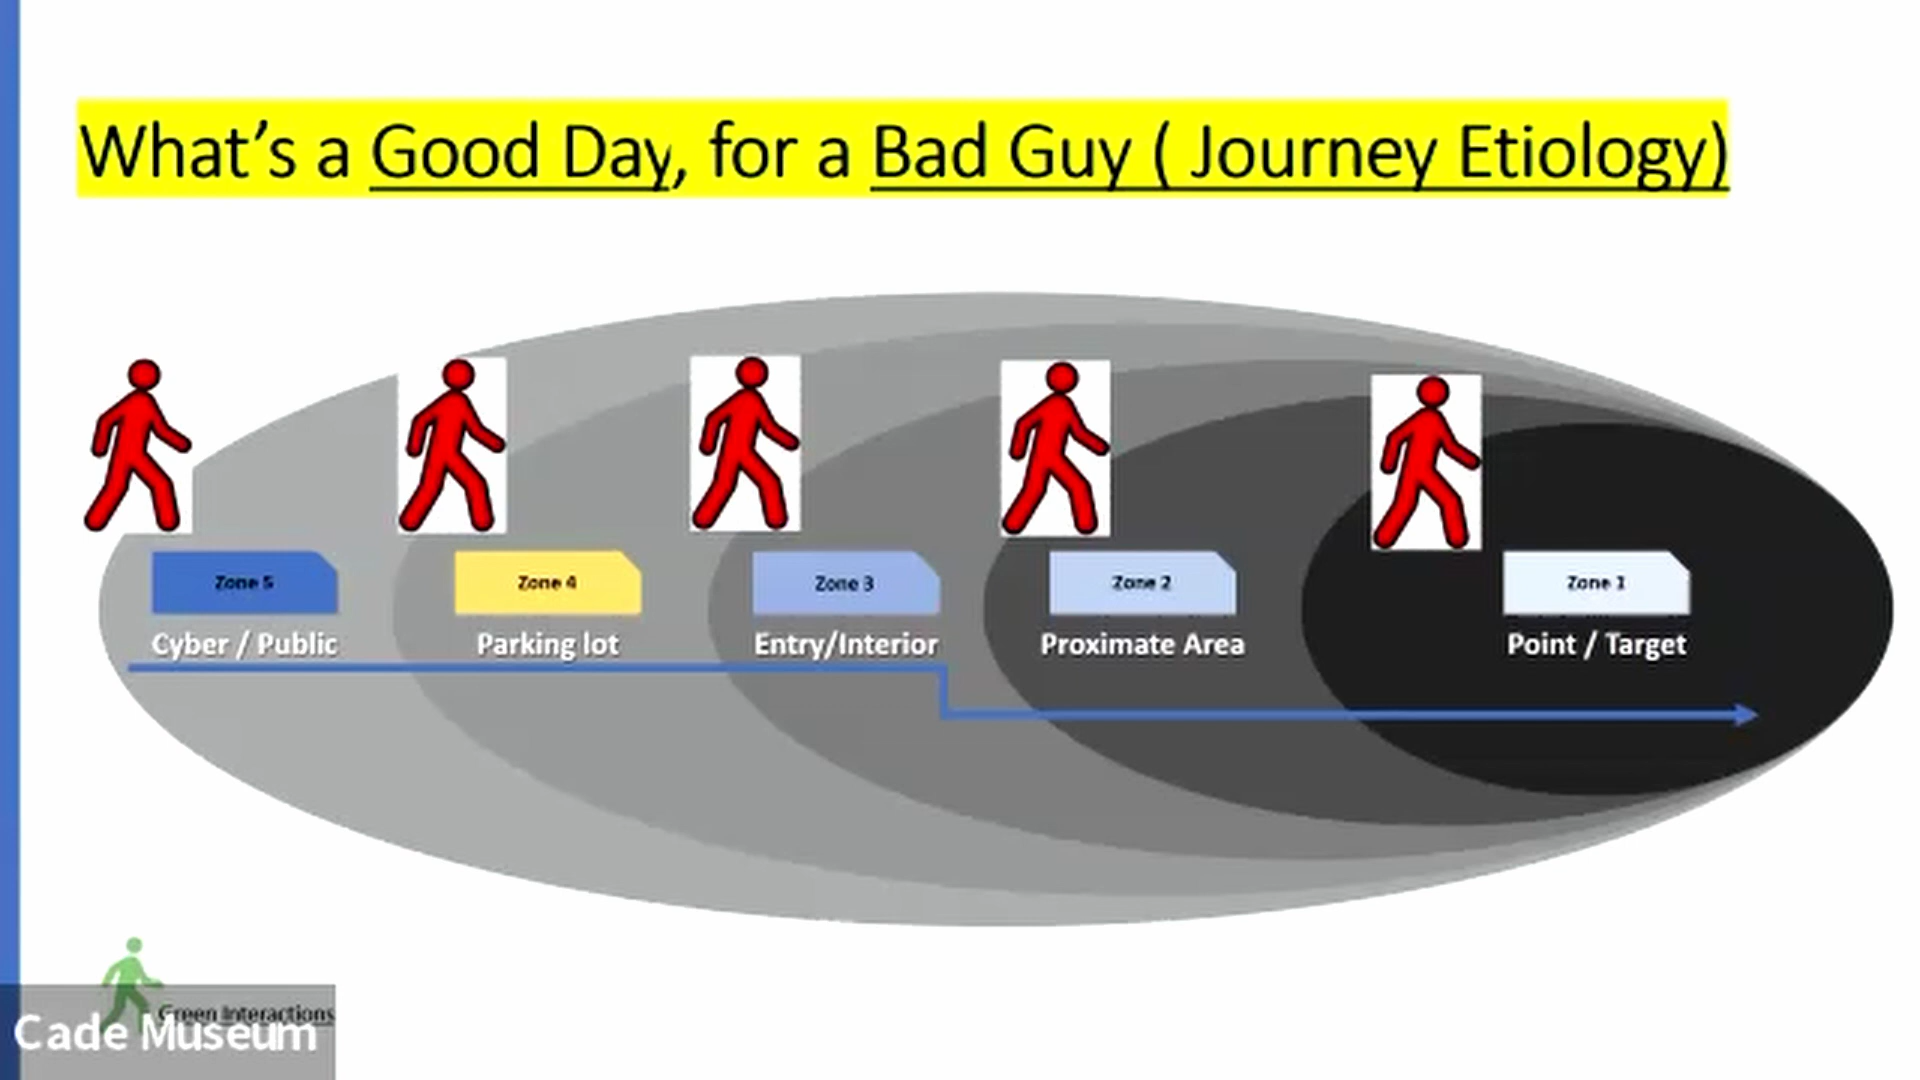 What's a Good Day, for a Bad Guy ( Journey Etiology)
Zone 5
Zone 4
Zone 3
Zone 2
Zone 1
Cyber / Public
Parking lot
Entry/Interior
Proximate Area
Point / Target
Green Interactions
Cade Museum